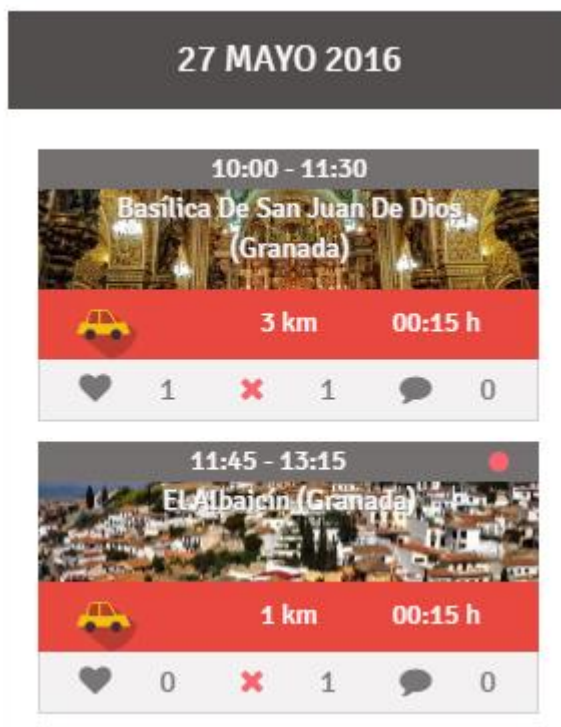 27 MAYO 2016
10:00 - 11:30
Basílica De San Juan De Dios
(Granada)
3 km 00:15 h
1 1 0
11:45 - 13:15
El Albaicín (Granada)
1 km 00:15 h
0 1 0